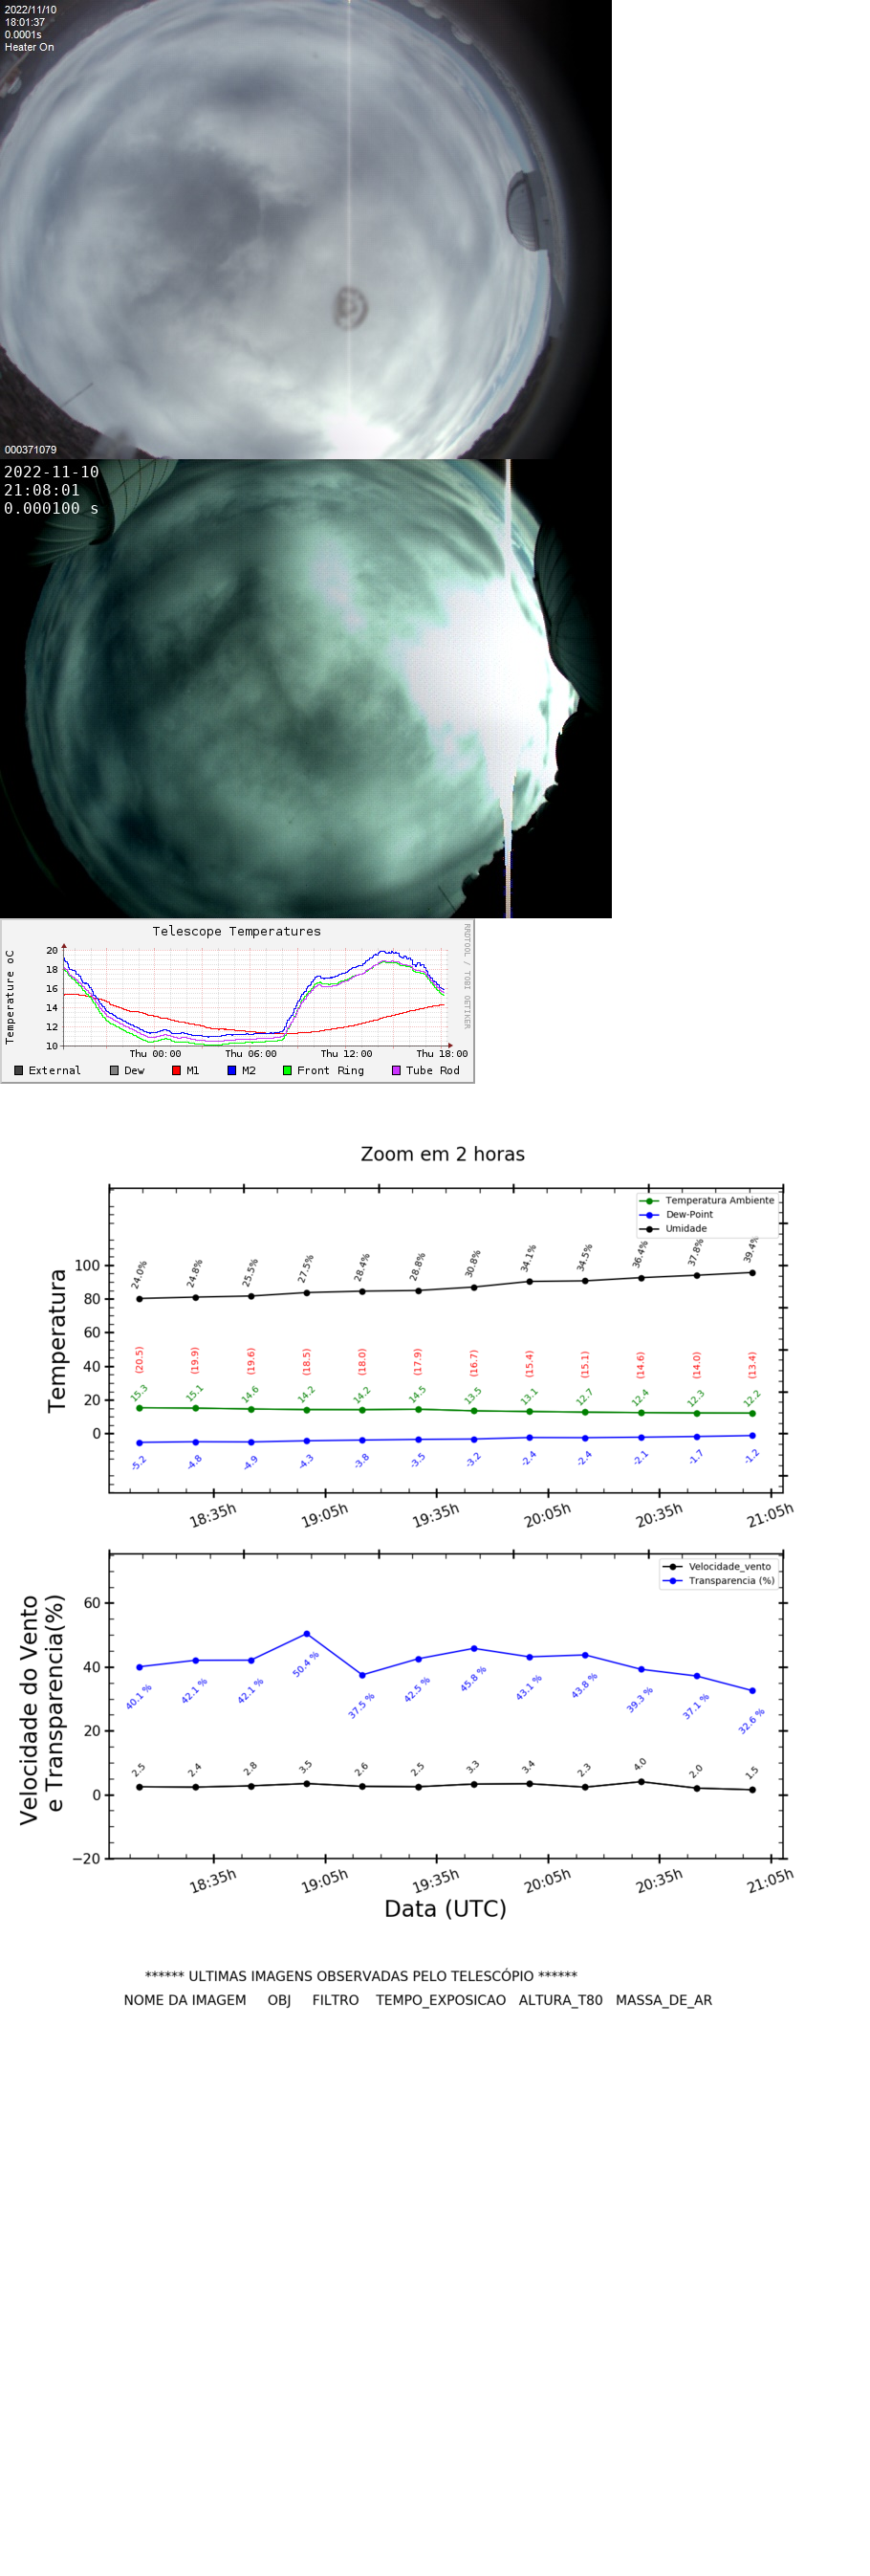 2022/11/10
18:01:37
0.0001s
Heater On
000371079
2022-11-10
21:08:01
0.000100 s
Telescope Temperatures
RRDTOOL / TOBI OETIKER
Temperature oC
20
18
16
14
12
10
Thu 00:00 Thu 06:00 Thu 12:00 Thu 18:00
External Dew M1 M2 Front Ring Tube Rod
Zoom em 2 horas
Temperatura Ambiente
Dew-Point
Umidade
Temperatura
100
80
60
40
20
0
24.0% 24.8% 25.5% 27.5% 28.4% 28.8% 30.8% 34.1% 34.5% 36.4% 37.8% 39.4%
(20.5) (19.9) (19.6) (18.5) (18.0) (17.9) (16.7) (15.4) (15.1) (14.6) (14.0) (13.4)
15.3 15.1 14.6 14.2 14.2 14.5 13.5 13.1 12.7 12.4 12.3 12.2
-5.2 -4.8 -4.9 -4.3 -3.8 -3.5 -3.2 -2.4 -2.4 -2.1 -1.7 -1.2
18:35h 19:05h 19:35h 20:05h 20:35h 21:05h
Velocidade_vento
Transparencia (%)
Velocidade do Vento
e Transparencia(%)
60
40
20
0
−20
40.1 % 42.1 % 42.1 % 50.4 % 37.5 % 42.5 % 45.8 % 43.1 % 43.8 % 39.3 % 37.1 % 32.6 %
2.5 2.4 2.8 3.5 2.6 2.5 3.3 3.4 2.3 4.0 2.0 1.5
18:35h 19:05h 19:35h 20:05h 20:35h 21:05h
Data (UTC)
****** ULTIMAS IMAGENS OBSERVADAS PELO TELESCÓPIO ******
NOME DA IMAGEM OBJ FILTRO TEMPO_EXPOSICAO ALTURA_T80 MASSA_DE_AR